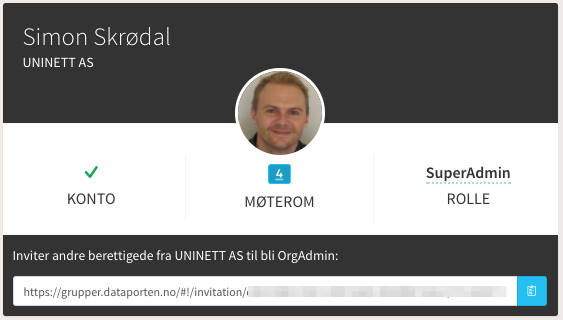 Simon Skrødal
UNINETT AS
4
SuperAdmin
KONTO
MØTEROM
ROLLE
Inviter andre berettigede fra UNINETT AS til bli OrgAdmin:
https://grupper.dataporten.no/#!/invitation/